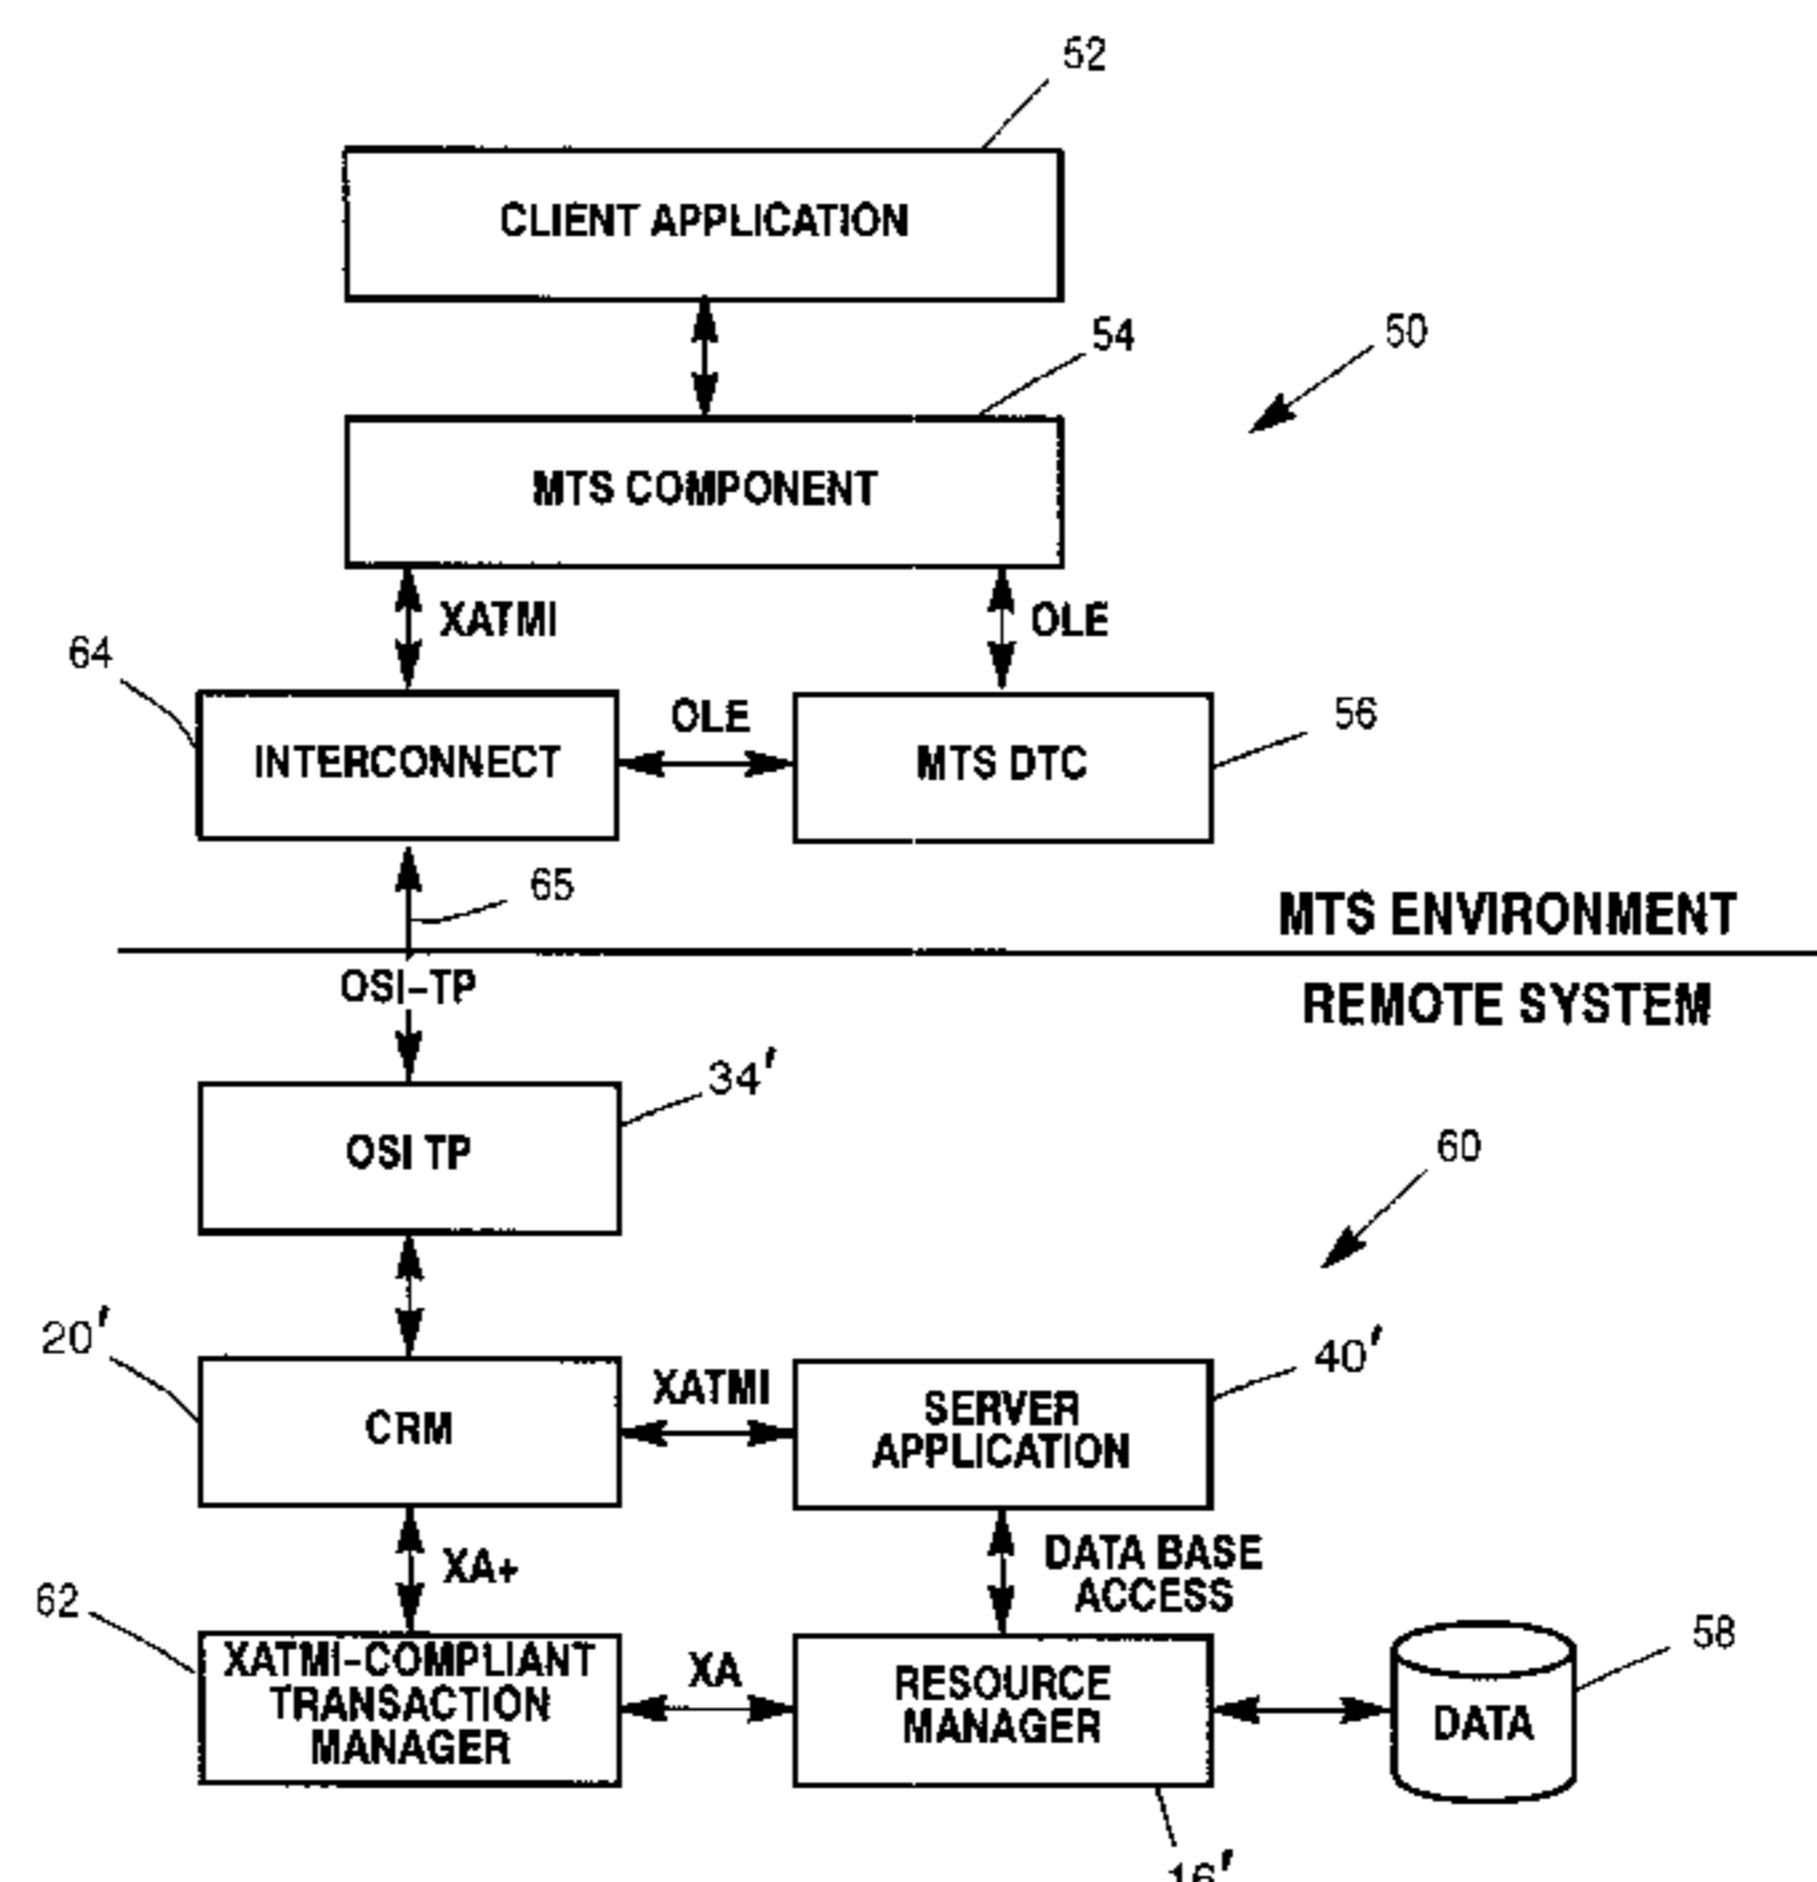 52
CLIENT APPLICATION
54
50
MTS COMPONENT
XATMI
OLE
64
OLE
56
INTERCONNECT
MTS DTC
65
MTS ENVIRONMENT
OSI-TP
REMOTE SYSTEM
34'
OSI TP
60
20'
40'
CRM
XATMI
SERVER
APPLICATION
XA+
DATA BASE
ACCESS
62
58
XATMI-COMPLIANT
TRANSACTION
MANAGER
XA
RESOURCE
MANAGER
DATA
16'